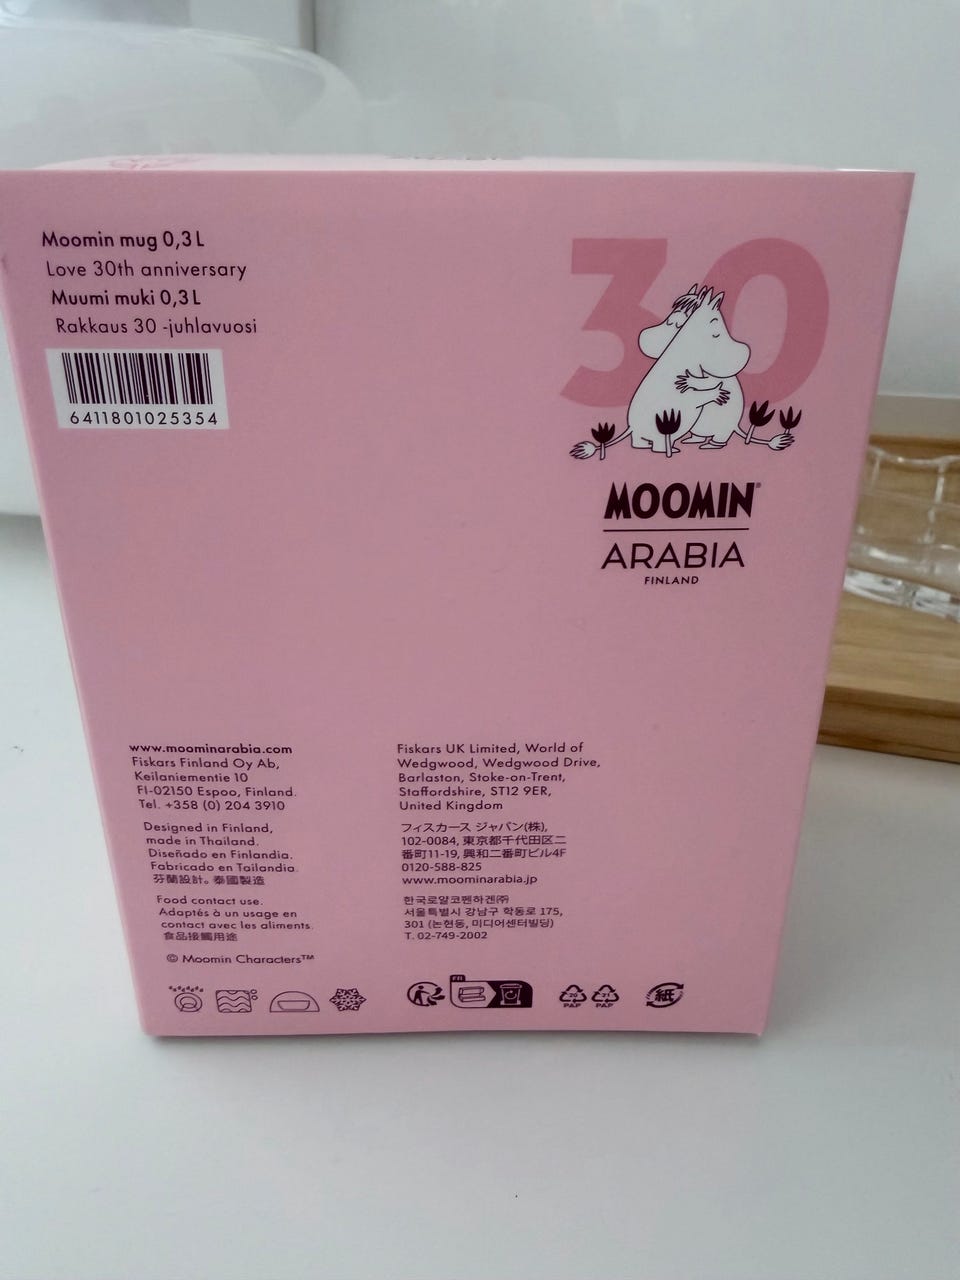 Moomin mug 0,3 L
Love 30th anniversary
Muumi muki 0,3 L
Rakkaus 30 -juhlavuosi
6411801025354
30
MOOMIN®
ARABIA
FINLAND
www.moominarabia.com
Fiskars Finland Oy Ab,
Keilaniementie 10
FI-02150 Espoo, Finland.
Tel. +358 (0) 204 3910
Designed in Finland,
made in Thailand.
Diseñado en Finlandia.
Fabricado en Tailandia.
芬蘭設計。泰國製造
Food contact use.
Adaptés à un usage en
contact avec les aliments.
食品接觸用途
© Moomin Characters™
Fiskars UK Limited, World of
Wedgwood, Wedgwood Drive,
Barlaston, Stoke-on-Trent,
Staffordshire, ST12 9ER,
United Kingdom
フィスカース ジャパン(株),
102-0084, 東京都千代田区二
番町11-19, 興和二番町ビル4F
0120-588-825
www.moominarabia.jp
한국로얄코펜하겐㈜
서울특별시 강남구 학동로 175,
301 (논현동, 미디어센터빌딩)
T. 02-749-2002
FR
20
PAP
21
PAP
紙